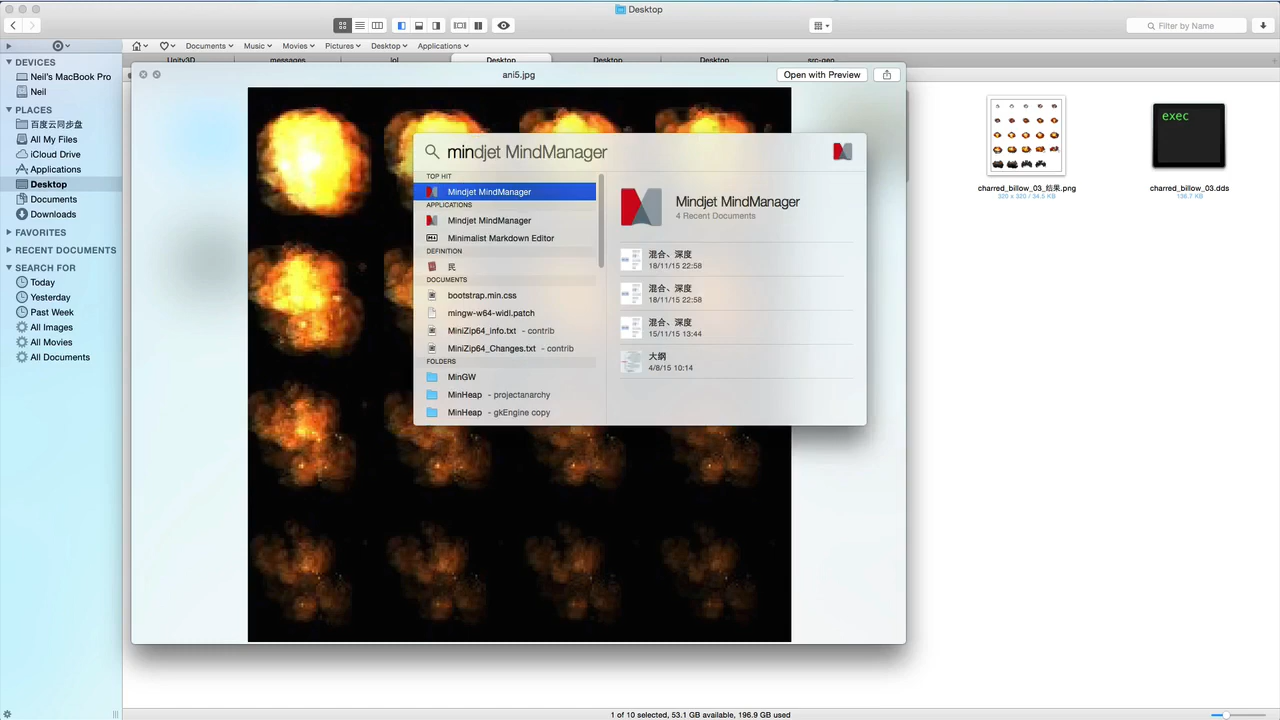 Desktop
Filter by Name
Documents Music Movies Pictures Desktop Applications
Unity3D messages lol Desktop Desktop Desktop src-gen
DEVICES
Neil's MacBook Pro
Neil
PLACES
百度云同步盘
All My Files
iCloud Drive
Applications
Desktop
Documents
Downloads
FAVORITES
RECENT DOCUMENTS
SEARCH FOR
Today
Yesterday
Past Week
All Images
All Movies
All Documents
ani5.jpg
Open with Preview
mindjet MindManager
TOP HIT
Mindjet MindManager
APPLICATIONS
Mindjet MindManager
Minimalist Markdown Editor
DEFINITION
民
DOCUMENTS
bootstrap.min.css
mingw-w64-widl.patch
MiniZip64_info.txt - contrib
MiniZip64_Changes.txt - contrib
FOLDERS
MinGW
MinHeap - projectanarchy
MinHeap - gkEngine copy
Mindjet MindManager
4 Recent Documents
混合、深度
18/11/15 22:58
混合、深度
18/11/15 22:58
混合、深度
15/11/15 13:44
大纲
4/8/15 10:14
charred_billow_03_结果.png
320 x 320 / 34.5 KB
exec
charred_billow_03.dds
136.7 KB
1 of 10 selected, 53.1 GB available, 196.9 GB used